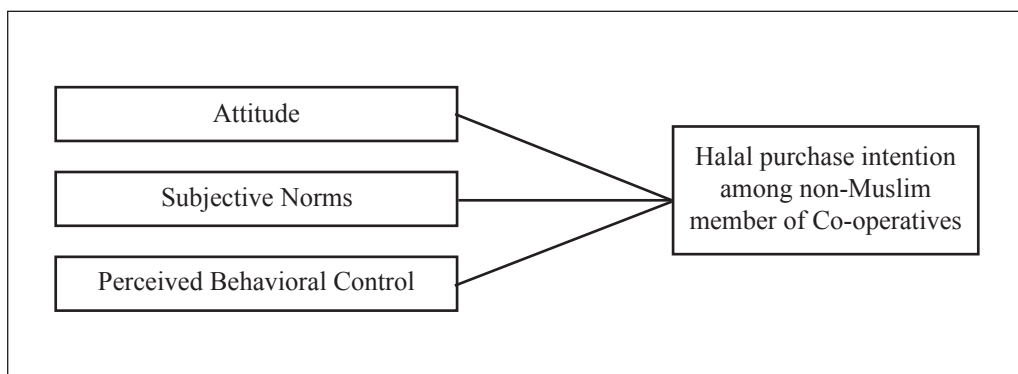 Attitude
Subjective Norms
Perceived Behavioral Control
Halal purchase intention
among non-Muslim
member of Co-operatives